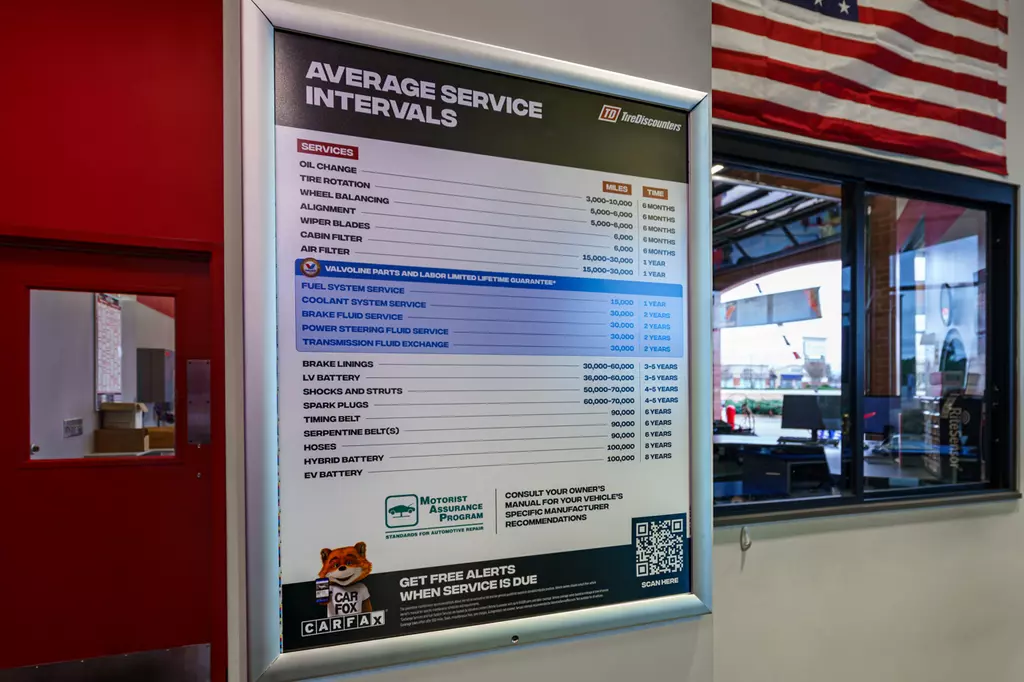 AVERAGE SERVICE
INTERVALS
TD TireDiscounters
SERVICES MILES TIME
OIL CHANGE 3,000-10,000 6 MONTHS
TIRE ROTATION 5,000-6,000 6 MONTHS
WHEEL BALANCING 5,000-6,000 6 MONTHS
ALIGNMENT 6,000 6 MONTHS
WIPER BLADES 6,000 6 MONTHS
CABIN FILTER 15,000-30,000 1 YEAR
AIR FILTER 15,000-30,000 1 YEAR
VALVOLINE PARTS AND LABOR LIMITED LIFETIME GUARANTEE*
FUEL SYSTEM SERVICE 15,000 1 YEAR
COOLANT SYSTEM SERVICE 30,000 2 YEARS
BRAKE FLUID SERVICE 30,000 2 YEARS
POWER STEERING FLUID SERVICE 30,000 2 YEARS
TRANSMISSION FLUID EXCHANGE 30,000 2 YEARS
BRAKE LININGS 30,000-60,000 3-5 YEARS
LV BATTERY 36,000-60,000 3-5 YEARS
SHOCKS AND STRUTS 50,000-70,000 4-5 YEARS
SPARK PLUGS 60,000-70,000 4-5 YEARS
TIMING BELT 90,000 6 YEARS
SERPENTINE BELT(S) 90,000 6 YEARS
HOSES 90,000 6 YEARS
HYBRID BATTERY 100,000 8 YEARS
EV BATTERY 100,000 8 YEARS
MOTORIST
ASSURANCE
PROGRAM
STANDARDS FOR AUTOMOTIVE REPAIR
CONSULT YOUR OWNER'S
MANUAL FOR YOUR VEHICLE'S
SPECIFIC MANUFACTURER
RECOMMENDATIONS
CAR
FOX
CARFAX
GET FREE ALERTS
WHEN SERVICE IS DUE
SCAN HERE